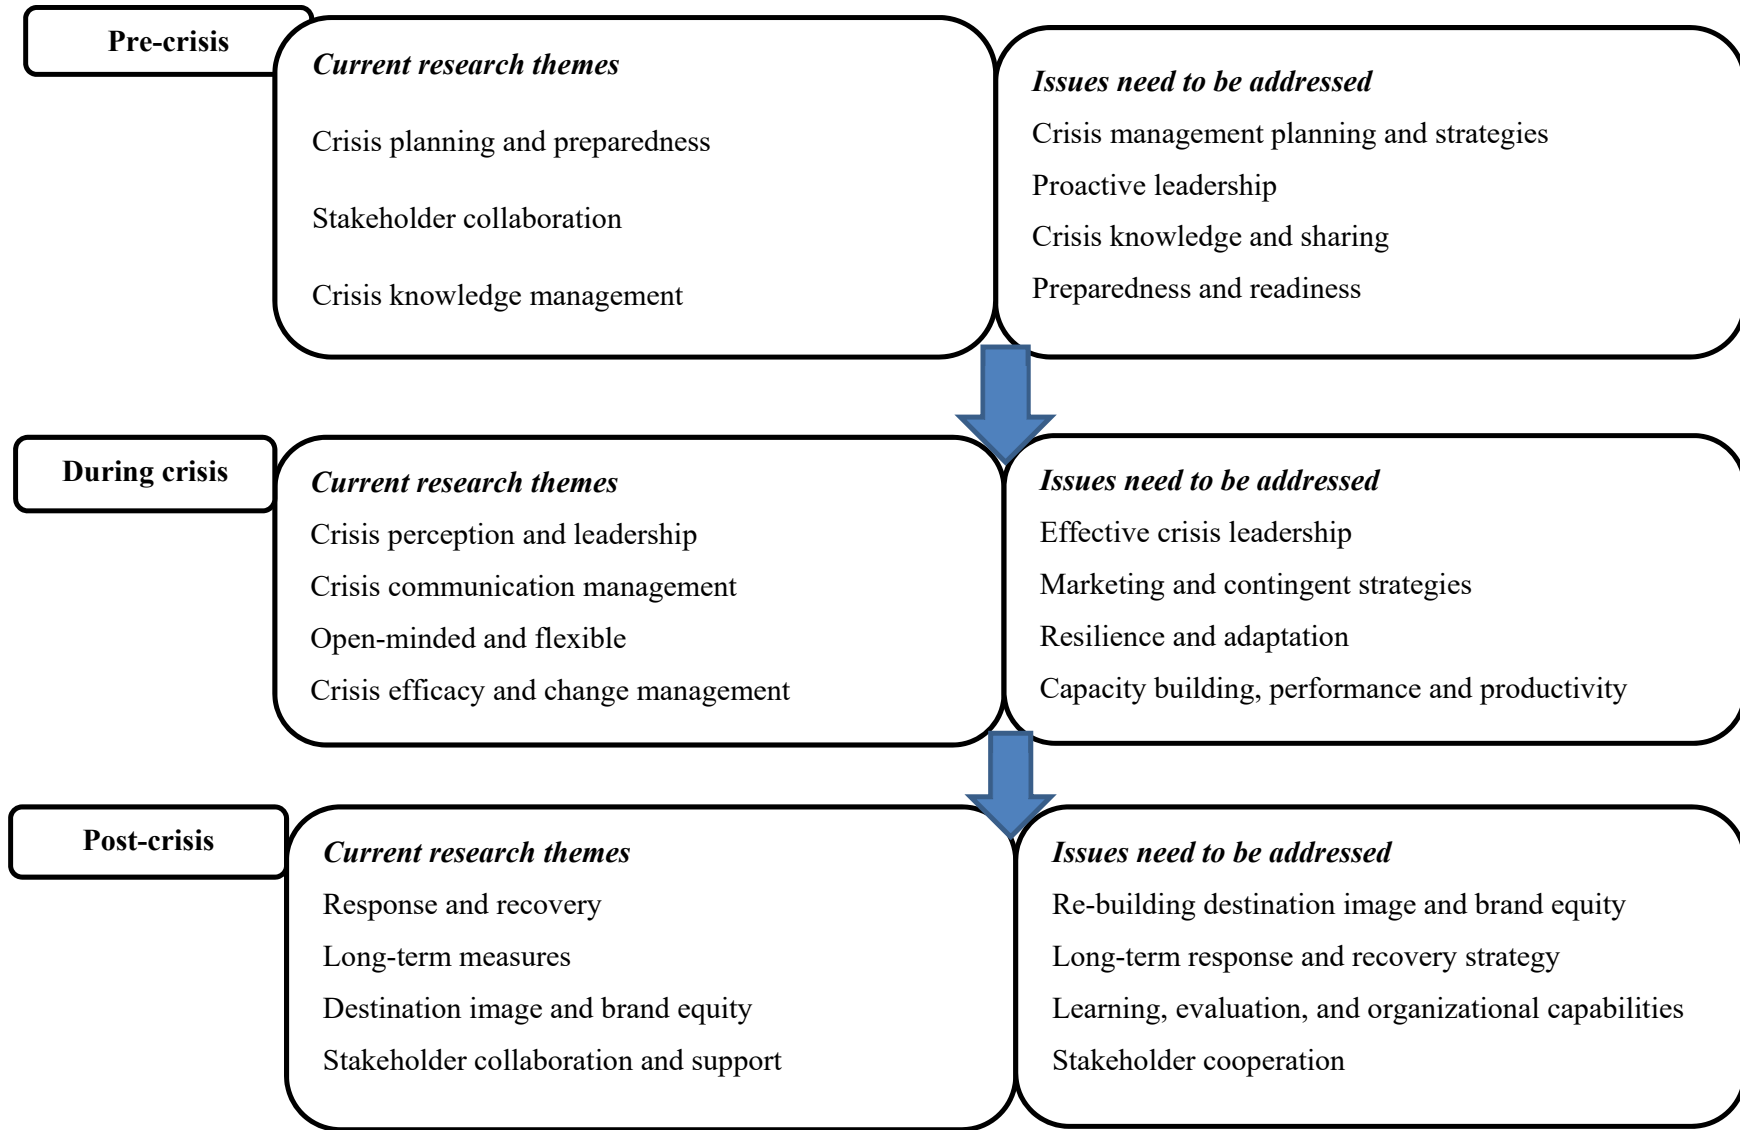 Pre-crisis
Current research themes
Crisis planning and preparedness
Stakeholder collaboration
Crisis knowledge management
Issues need to be addressed
Crisis management planning and strategies
Proactive leadership
Crisis knowledge and sharing
Preparedness and readiness
During crisis
Current research themes
Crisis perception and leadership
Crisis communication management
Open-minded and flexible
Crisis efficacy and change management
Issues need to be addressed
Effective crisis leadership
Marketing and contingent strategies
Resilience and adaptation
Capacity building, performance and productivity
Post-crisis
Current research themes
Response and recovery
Long-term measures
Destination image and brand equity
Stakeholder collaboration and support
Issues need to be addressed
Re-building destination image and brand equity
Long-term response and recovery strategy
Learning, evaluation, and organizational capabilities
Stakeholder cooperation